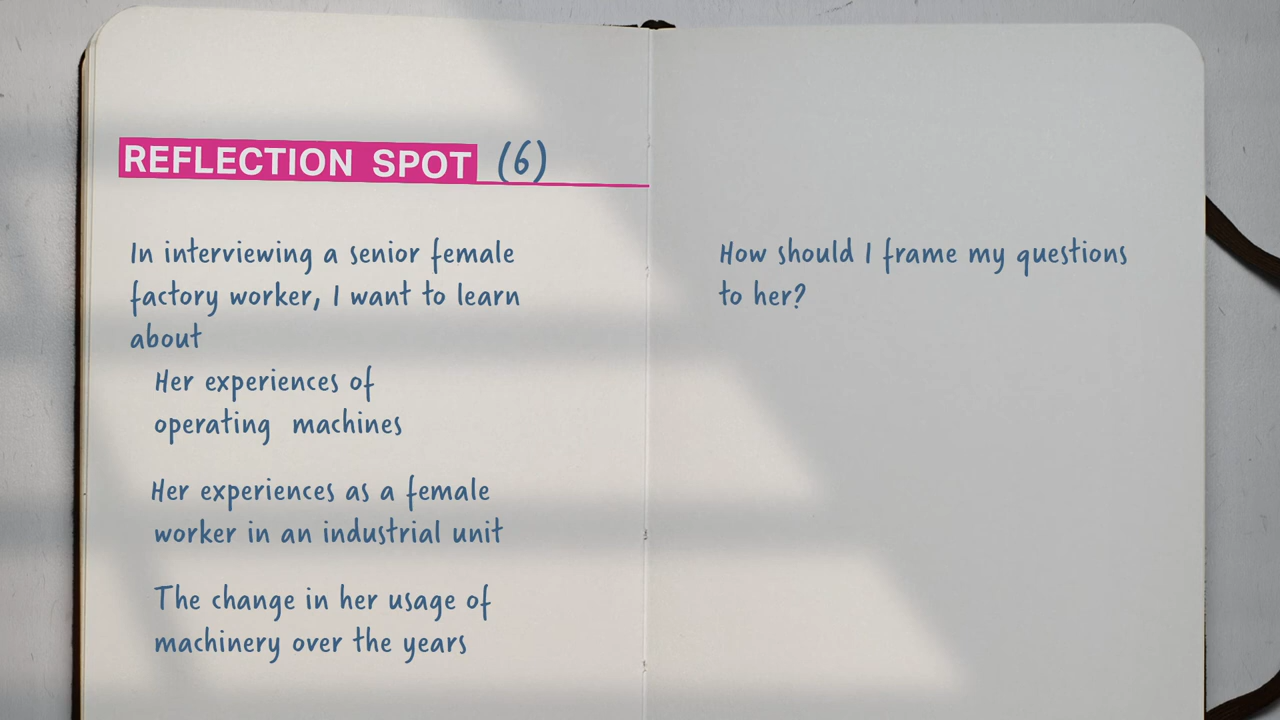 REFLECTION SPOT (6)
In interviewing a senior female
factory worker, I want to learn
about
Her experiences of
operating machines
Her experiences as a female
worker in an industrial unit
The change in her usage of
machinery over the years
How should I frame my questions
to her?